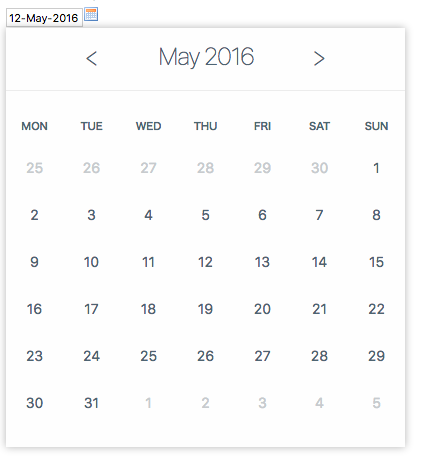 12-May-2016
< May 2016 >
MON TUE WED THU FRI SAT SUN
25 26 27 28 29 30 1
2 3 4 5 6 7 8
9 10 11 12 13 14 15
16 17 18 19 20 21 22
23 24 25 26 27 28 29
30 31 1 2 3 4 5